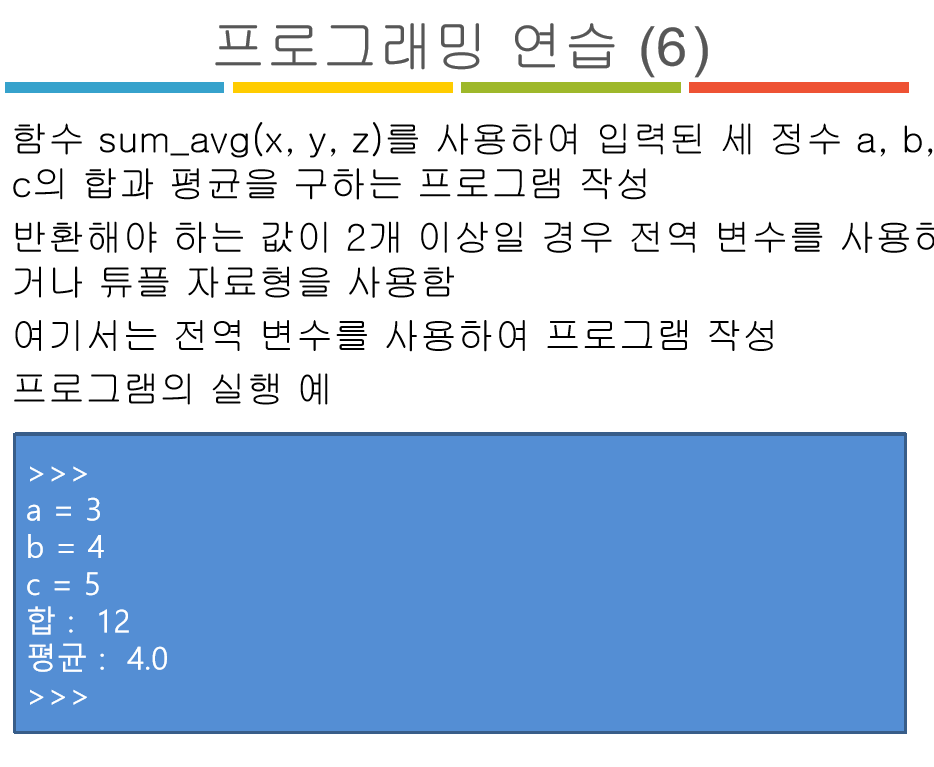 프로그래밍 연습 (6)
함수 sum_avg(x, y, z)를 사용하여 입력된 세 정수 a, b,
c의 합과 평균을 구하는 프로그램 작성
반환해야 하는 값이 2개 이상일 경우 전역 변수를 사용하
거나 튜플 자료형을 사용함
여기서는 전역 변수를 사용하여 프로그램 작성
프로그램의 실행 예
>>>
a = 3
b = 4
c = 5
합 : 12
평균 : 4.0
>>>